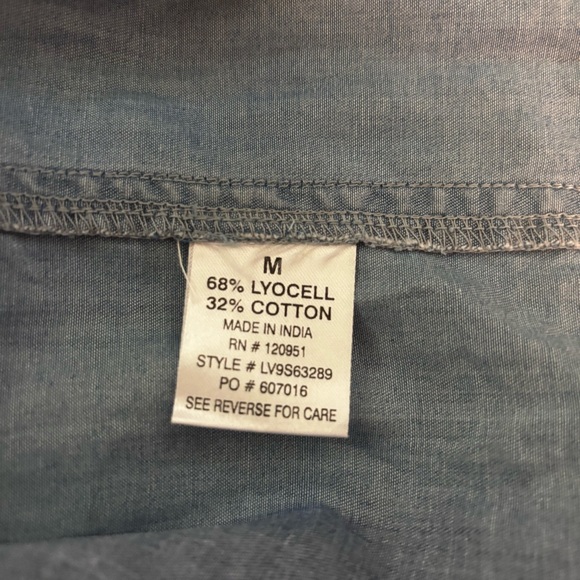 M
68% LYOCELL
32% COTTON
MADE IN INDIA
RN # 120951
STYLE # LV9S63289
PO # 607016
SEE REVERSE FOR CARE